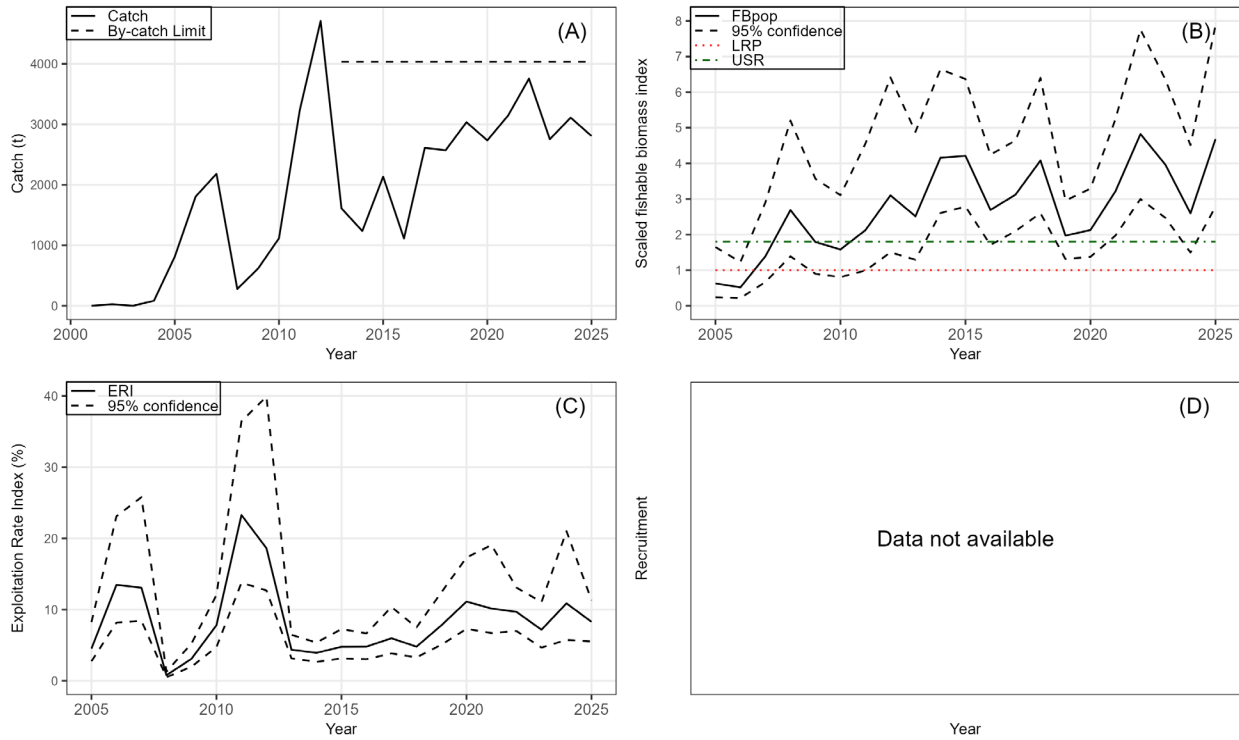 Catch
By-catch Limit
(A)
4000
3000
2000
1000
0
Catch (t)
2000
2005
2010
2015
2020
2025
Year
FBpop
95% confidence
LRP
USR
(B)
8
7
6
5
4
3
2
1
0
Scaled fishable biomass index
2005
2010
2015
2020
2025
Year
ERI
95% confidence
(C)
40
30
20
10
0
Exploitation Rate Index (%)
2005
2010
2015
2020
2025
Year
(D)
Recruitment
Data not available
Year